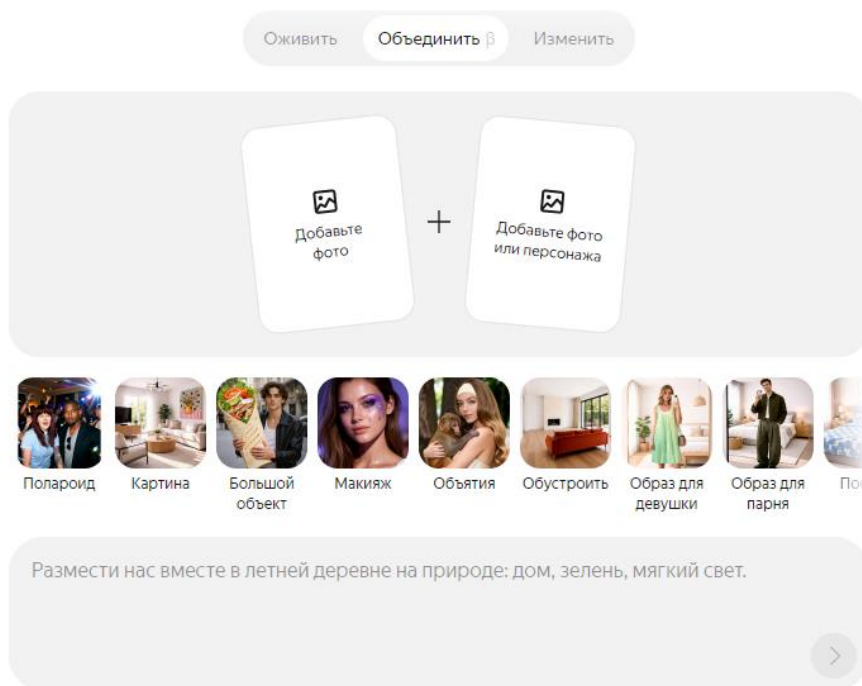 Оживить
Объединить β
Изменить
Добавьте
фото
Добавьте фото
или персонажа
Полароид
Картина
Большой
объект
Макияж
Объятия
Обустроить
Образ для
девушки
Образ для
парня
Размести нас вместе в летней деревне на природе: дом, зелень, мягкий свет.